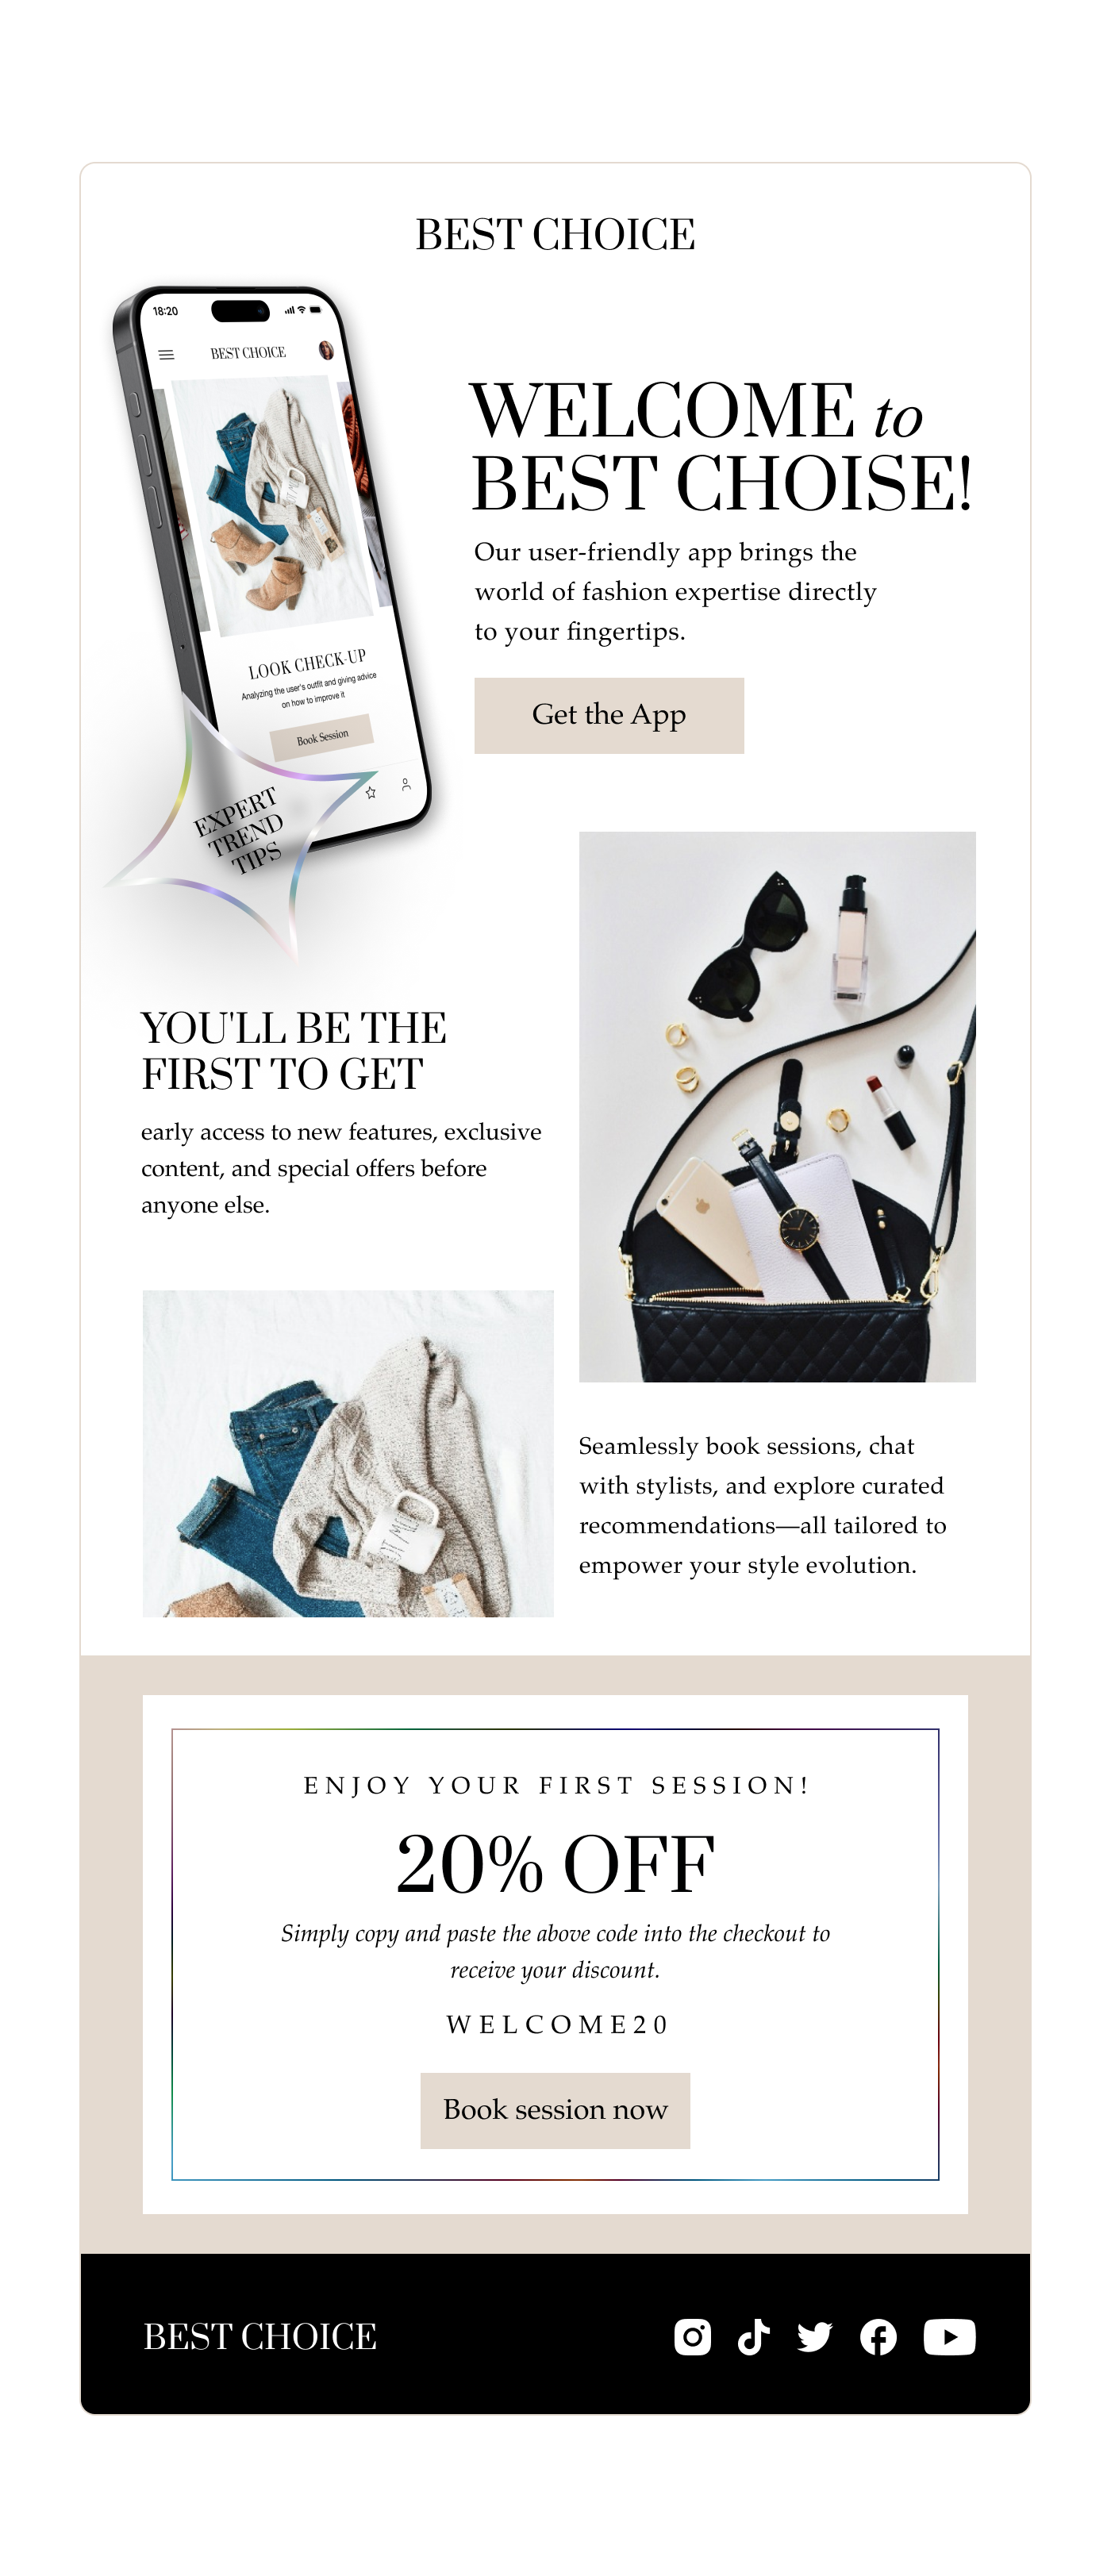 BEST CHOICE
18:20
BEST CHOICE
LOOK CHECK-UP
Analyzing the user's outfit and giving advice
on how to improve it
Book Session
EXPERT
TREND
TIPS
WELCOME to
BEST CHOISE!
Our user-friendly app brings the
world of fashion expertise directly
to your fingertips.
Get the App
YOU'LL BE THE
FIRST TO GET
early access to new features, exclusive
content, and special offers before
anyone else.
Seamlessly book sessions, chat
with stylists, and explore curated
recommendations—all tailored to
empower your style evolution.
ENJOY YOUR FIRST SESSION!
20% OFF
Simply copy and paste the above code into the checkout to
receive your discount.
WELCOME20
Book session now
BEST CHOICE